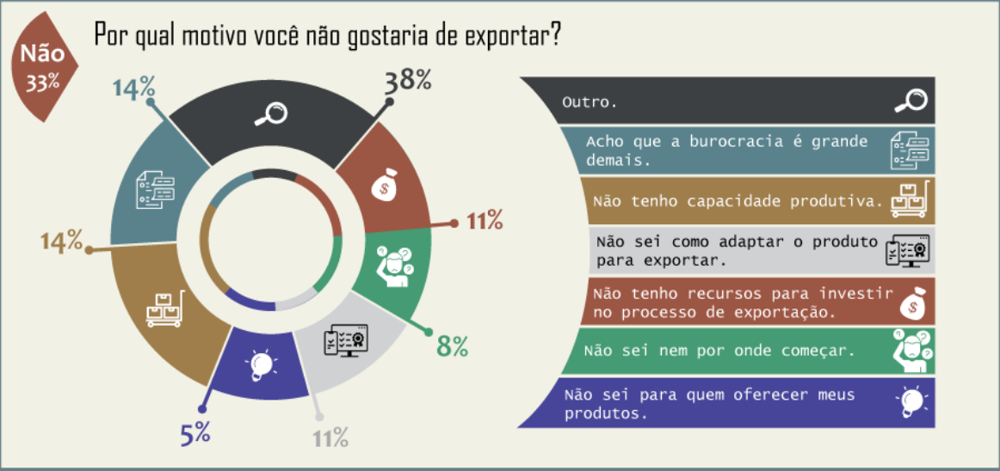 Não
33%
Por qual motivo você não gostaria de exportar?
14%
38%
11%
14%
8%
5%
11%
Outro.
Acho que a burocracia é grande
demais.
Não tenho capacidade produtiva.
Não sei como adaptar o produto
para exportar.
Não tenho recursos para investir
no processo de exportação.
Não sei nem por onde começar.
Não sei para quem oferecer meus
produtos.